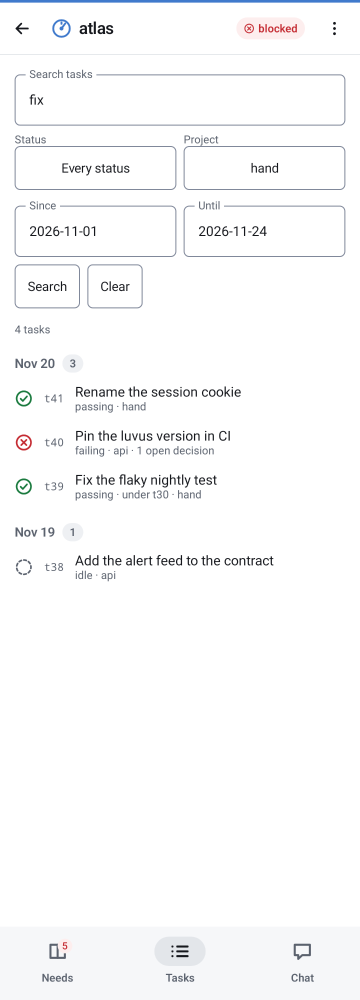 atlas
blocked
Search tasks
fix
Status
Project
Every status
hand
Since
Until
2026-11-01
2026-11-24
Search
Clear
4 tasks
Nov 20 3
t41 Rename the session cookie
passing · hand
t40 Pin the luvus version in CI
failing · api · 1 open decision
t39 Fix the flaky nightly test
passing · under t30 · hand
Nov 19 1
t38 Add the alert feed to the contract
idle · api
5
Needs
Tasks
Chat